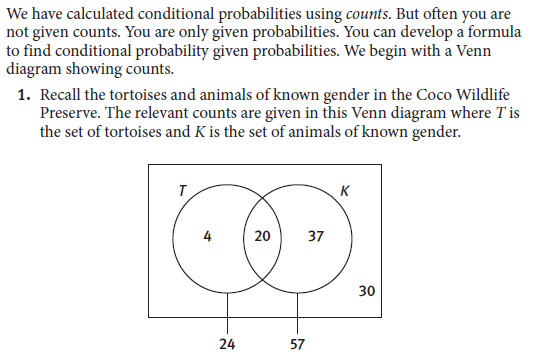 We have calculated conditional probabilities using counts. But often you are
not given counts. You are only given probabilities. You can develop a formula
to find conditional probability given probabilities. We begin with a Venn
diagram showing counts.
1. Recall the tortoises and animals of known gender in the Coco Wildlife
Preserve. The relevant counts are given in this Venn diagram where T is
the set of tortoises and K is the set of animals of known gender.
T K
4 20 37
30
24 57